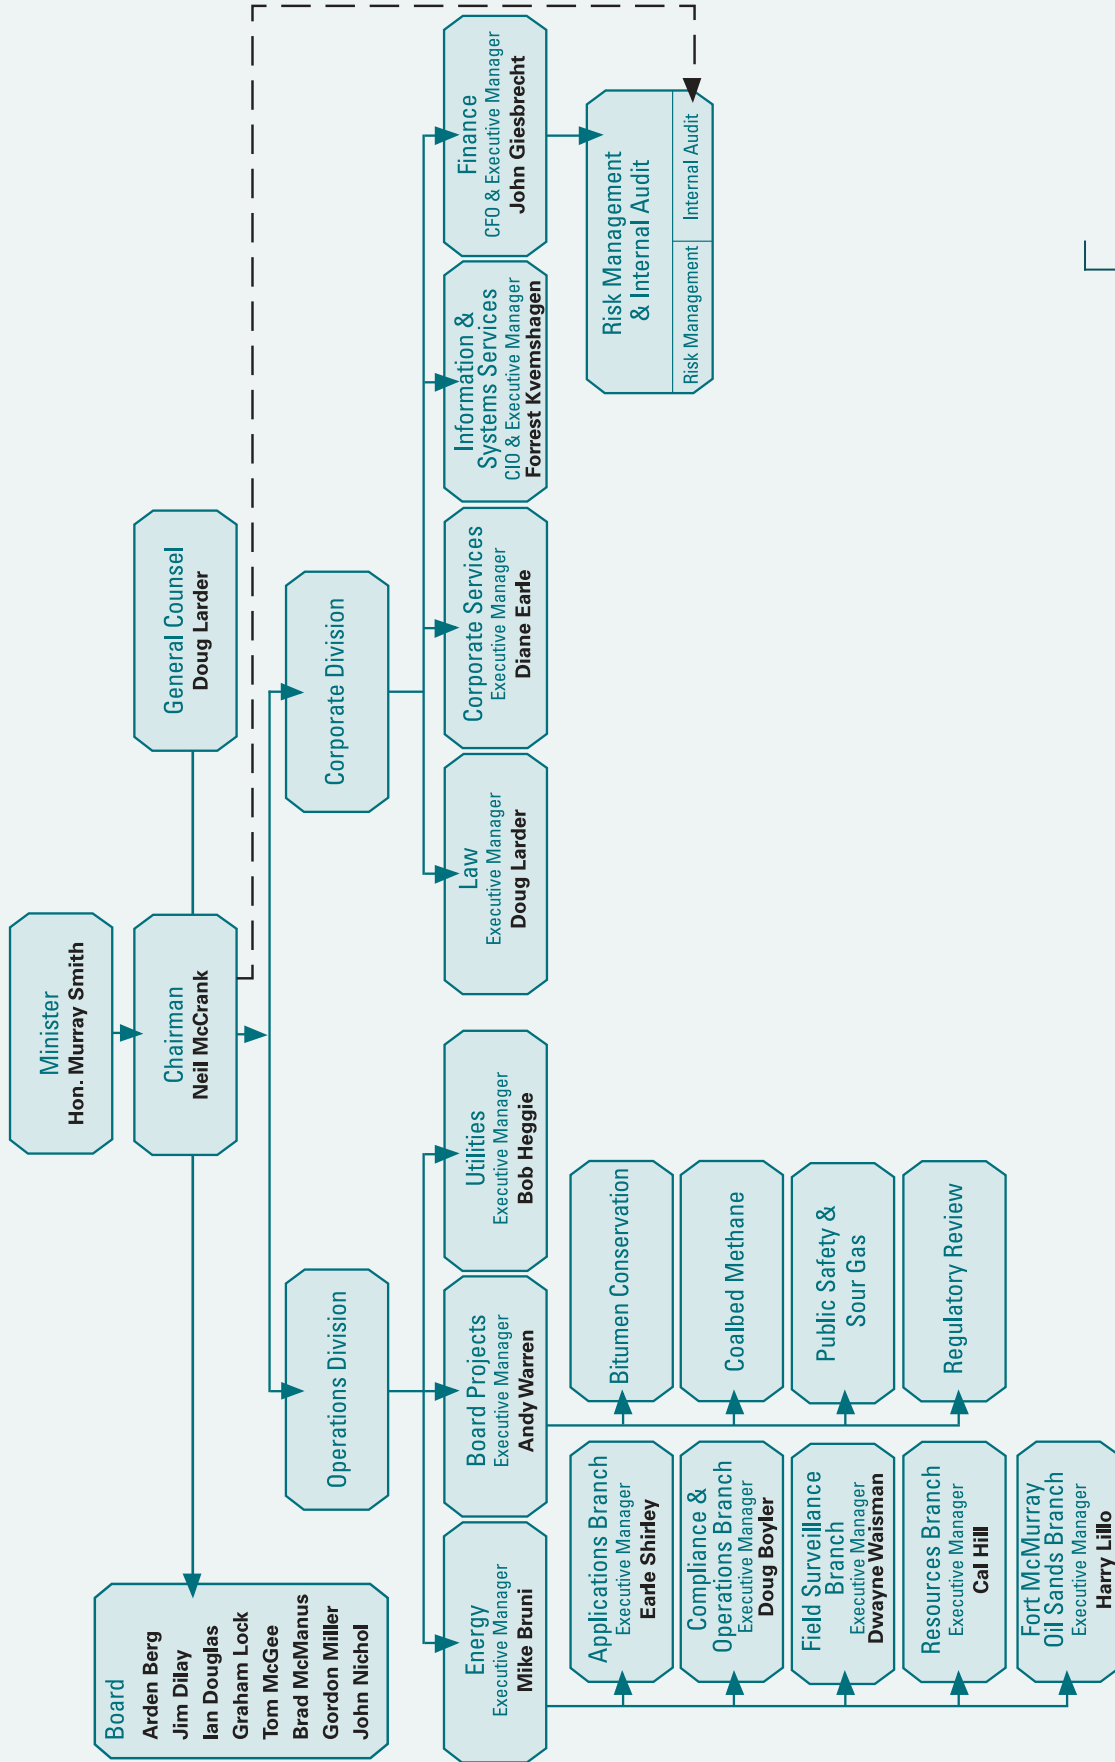 Minister
Hon. Murray Smith
Chairman
Neil McCrank
General Counsel
Doug Larder
Board
Arden Berg
Jim Dilay
Ian Douglas
Graham Lock
Tom McGee
Brad McManus
Gordon Miller
John Nichol
Operations Division
Corporate Division
Energy
Executive Manager
Mike Bruni
Board Projects
Executive Manager
Andy Warren
Utilities
Executive Manager
Bob Heggie
Law
Executive Manager
Doug Larder
Corporate Services
Executive Manager
Diane Earle
Information &
Systems Services
CIO & Executive Manager
Forrest Kvemshagen
Finance
CFO & Executive Manager
John Giesbrecht
Applications Branch
Executive Manager
Earle Shirley
Compliance &
Operations Branch
Executive Manager
Doug Boyler
Field Surveillance
Branch
Executive Manager
Dwayne Waisman
Resources Branch
Executive Manager
Cal Hill
Fort McMurray
Oil Sands Branch
Executive Manager
Harry Lillo
Bitumen Conservation
Coalbed Methane
Public Safety &
Sour Gas
Regulatory Review
Risk Management
& Internal Audit
Risk Management
Internal Audit